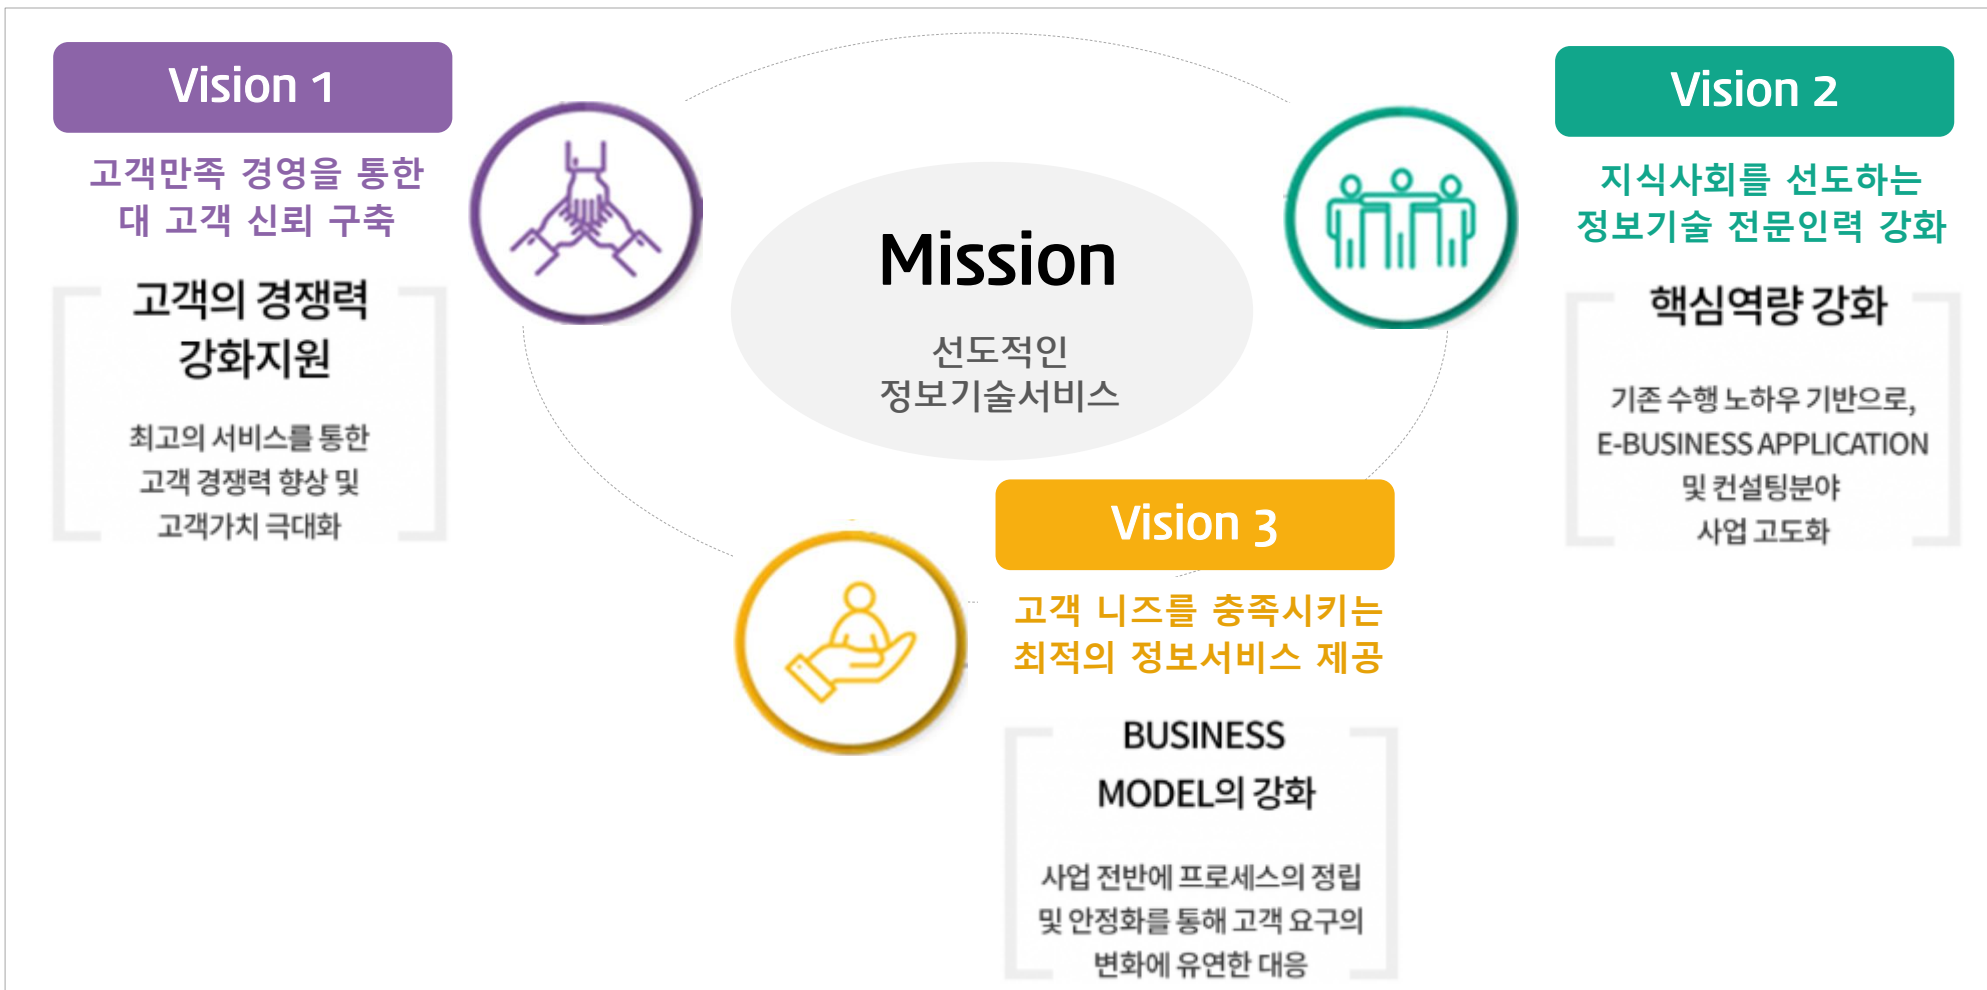 Vision 1
고객만족 경영을 통한
대 고객 신뢰 구축
고객의 경쟁력
강화지원
최고의 서비스를 통한
고객 경쟁력 향상 및
고객가치 극대화
Mission
선도적인
정보기술서비스
Vision 2
지식사회를 선도하는
정보기술 전문인력 강화
핵심역량 강화
기존 수행 노하우 기반으로,
E-BUSINESS APPLICATION
및 컨설팅분야
사업 고도화
Vision 3
고객 니즈를 충족시키는
최적의 정보서비스 제공
BUSINESS
MODEL의 강화
사업 전반에 프로세스의 정립
및 안정화를 통해 고객 요구의
변화에 유연한 대응